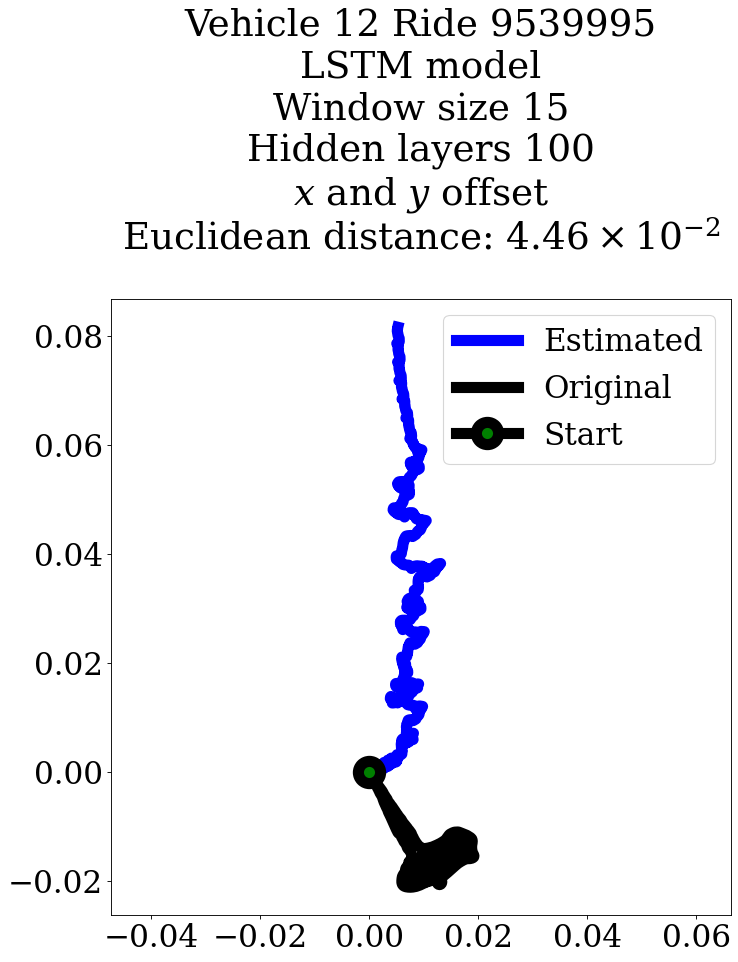 Vehicle 12 Ride 9539995
LSTM model
Window size 15
Hidden layers 100
x and y offset
Euclidean distance: 4.46 × 10⁻²
0.08
0.06
0.04
0.02
0.00
−0.02
Estimated
Original
Start
−0.04 −0.02 0.00 0.02 0.04 0.06